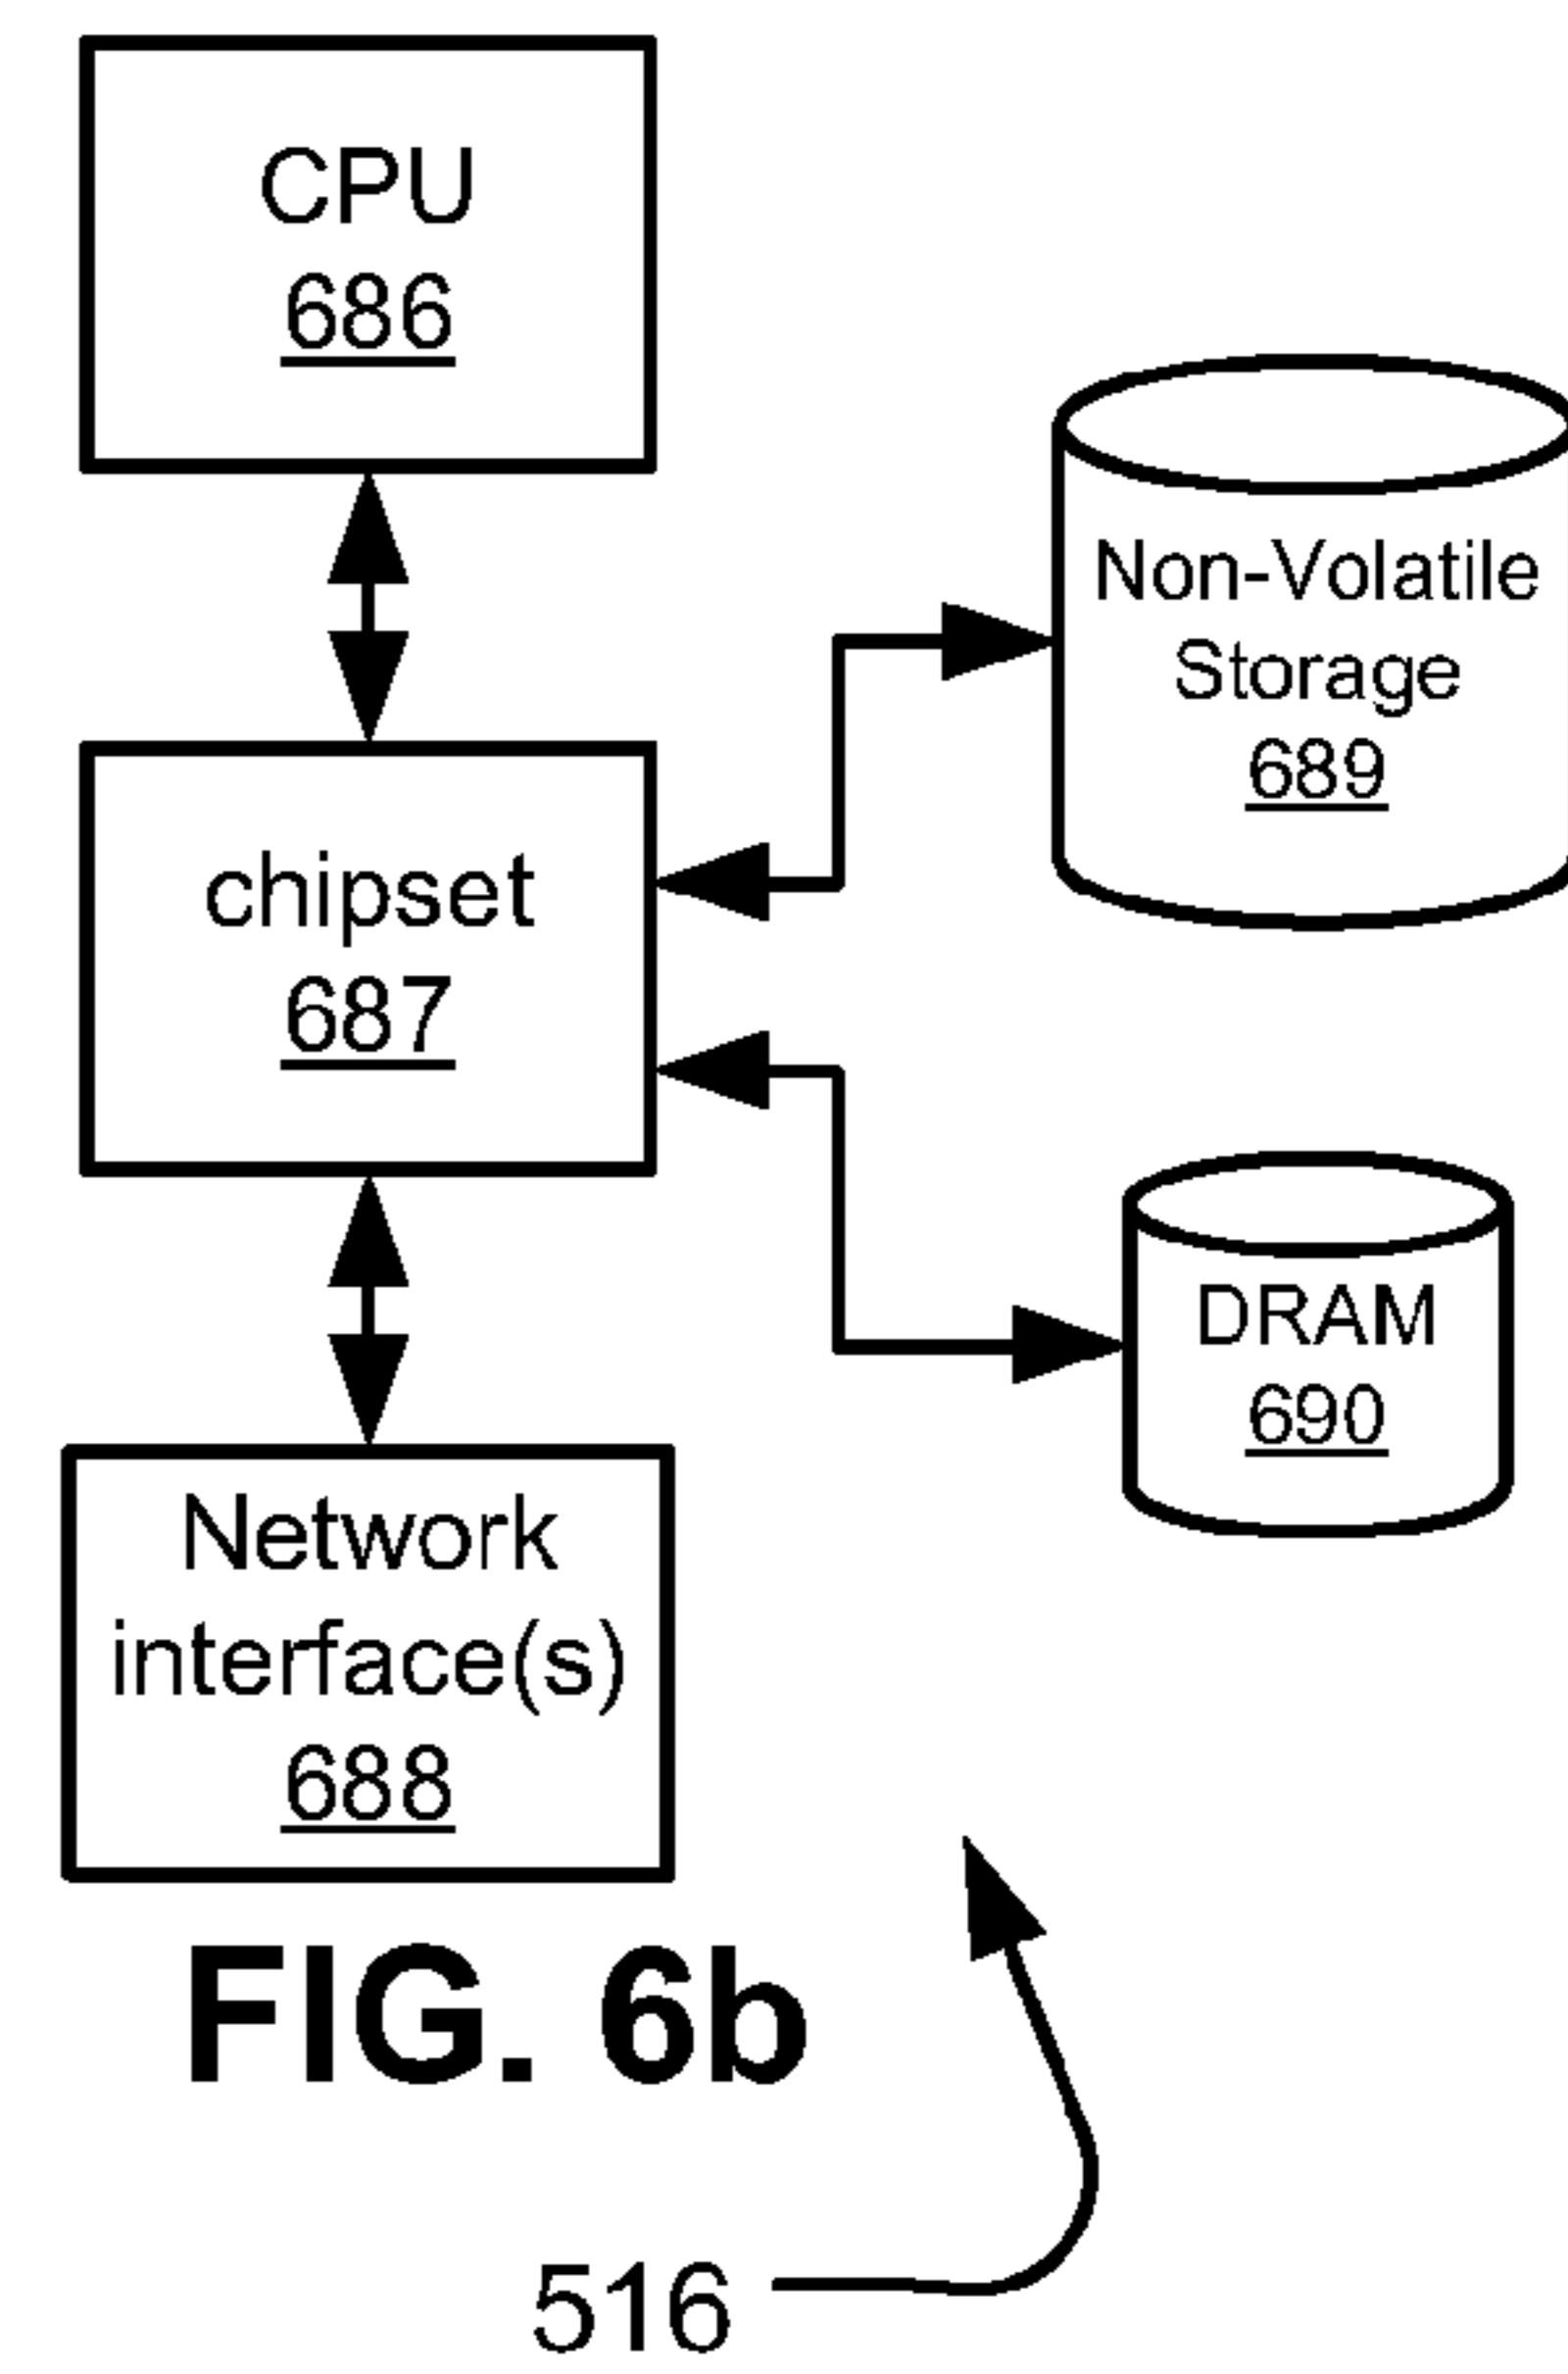 CPU
686
Non-Volatile
Storage
689
chipset
687
DRAM
690
Network
interface(s)
688
FIG. 6b
516